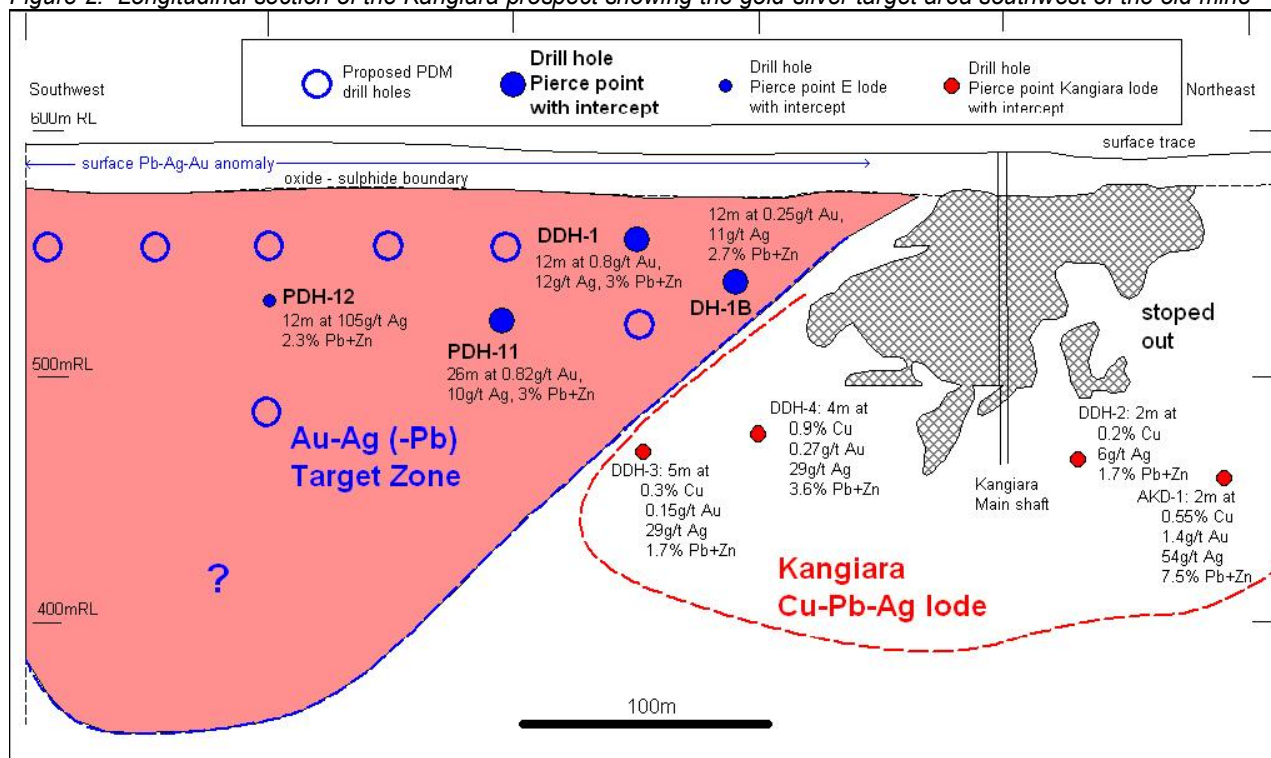 Figure 2. Longitudinal section of the Kangiara prospect showing the gold-silver target area southwest of the old mine
Southwest
600m RL
Proposed PDM
drill holes
Drill hole
Pierce point
with intercept
Drill hole
Pierce point E lode
with intercept
Drill hole
Pierce point Kangiara lode
with intercept
Northeast
surface trace
surface Pb-Ag-Au anomaly
oxide - sulphide boundary
DDH-1
12m at 0.8g/t Au,
12g/t Ag, 3% Pb+Zn
12m at 0.25g/t Au,
11g/t Ag
2.7% Pb+Zn
DH-1B
PDH-12
12m at 105g/t Ag
2.3% Pb+Zn
PDH-11
26m at 0.82g/t Au,
10g/t Ag, 3% Pb+Zn
stoped
out
500mRL
Au-Ag (-Pb)
Target Zone
DDH-3: 5m at
0.3% Cu
0.15g/t Au
29g/t Ag
1.7% Pb+Zn
DDH-4: 4m at
0.9% Cu
0.27g/t Au
29g/t Ag
3.6% Pb+Zn
Kangiara
Main shaft
DDH-2: 2m at
0.2% Cu
6g/t Ag
1.7% Pb+Zn
AKD-1: 2m at
0.55% Cu
1.4g/t Au
54g/t Ag
7.5% Pb+Zn
?
Kangiara
Cu-Pb-Ag lode
400mRL
100m